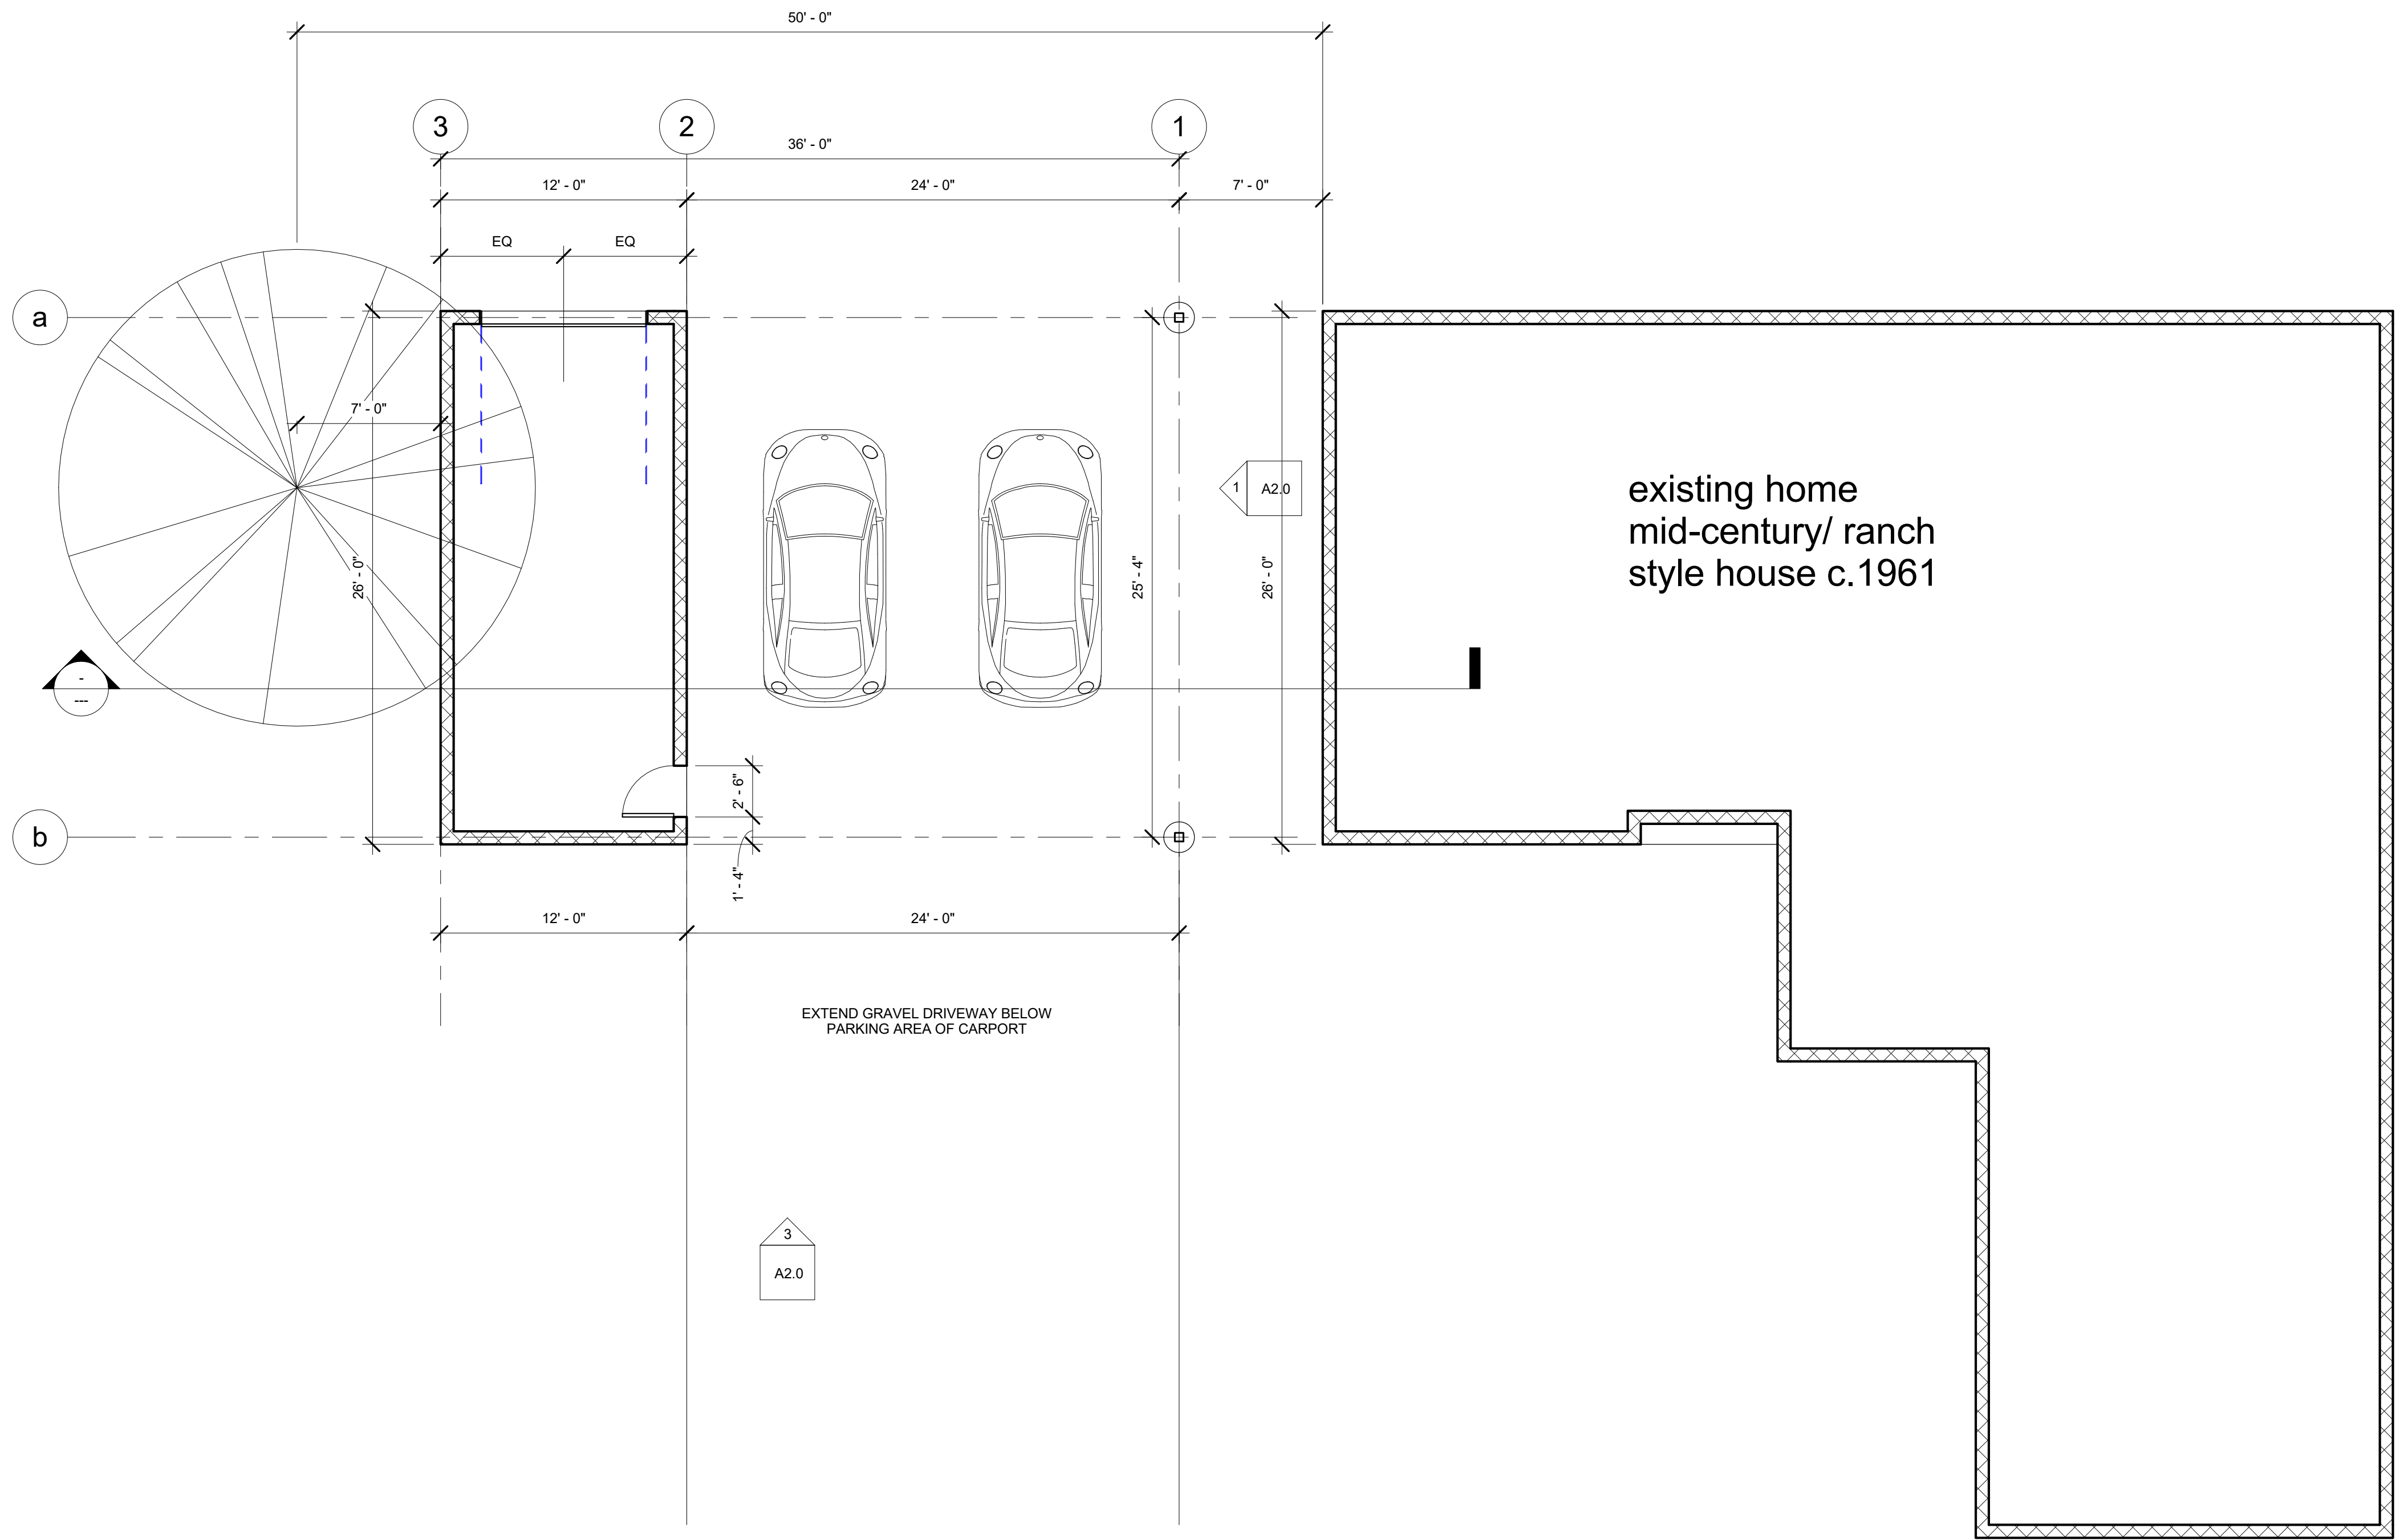 50' - 0"
3
2
1
36' - 0"
12' - 0"
24' - 0"
7' - 0"
EQ
EQ
a
7' - 0"
26' - 0"
25' - 4"
26' - 0"
1
A2.0
existing home
mid-century/ ranch
style house c.1961
-
---
2' - 6"
1' - 4"
b
12' - 0"
24' - 0"
EXTEND GRAVEL DRIVEWAY BELOW
PARKING AREA OF CARPORT
3
A2.0